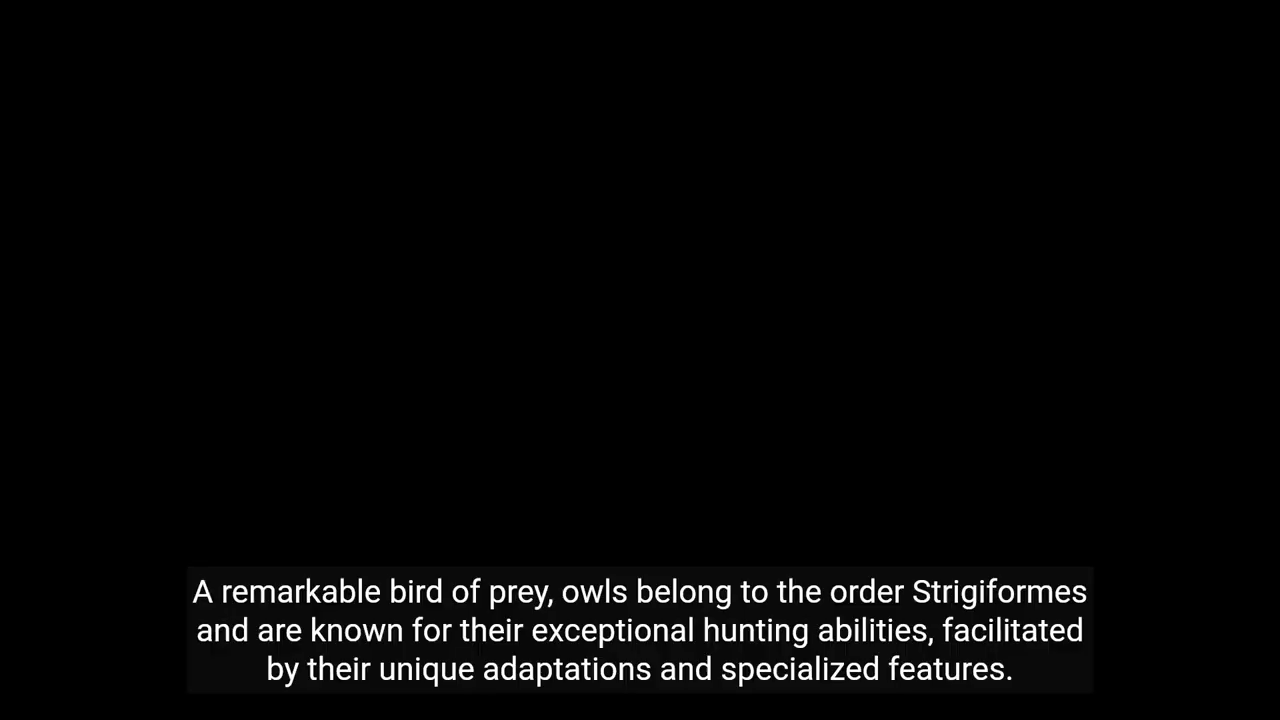 A remarkable bird of prey, owls belong to the order Strigiformes
and are known for their exceptional hunting abilities, facilitated
by their unique adaptations and specialized features.